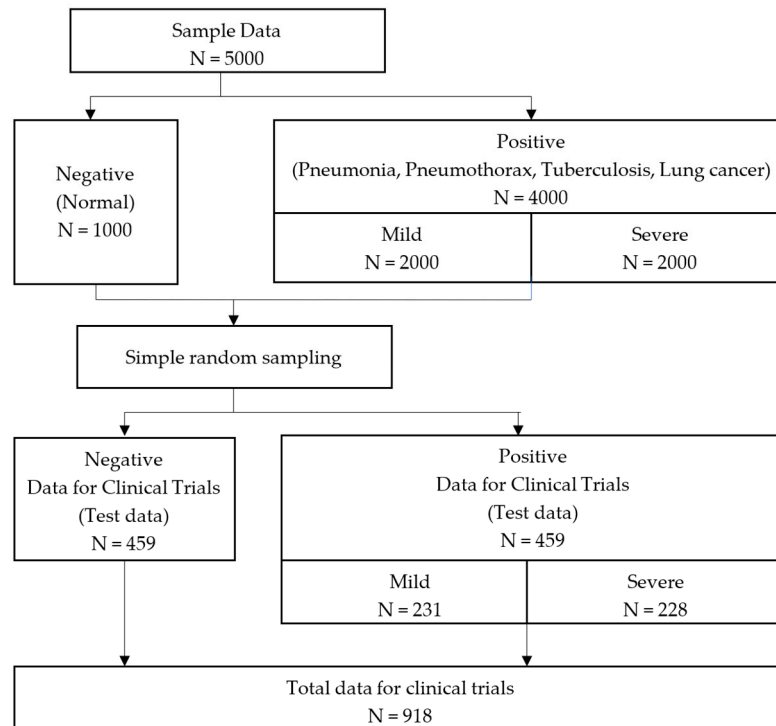 Sample Data
N = 5000
Negative
(Normal)
N = 1000
Positive
(Pneumonia, Pneumothorax, Tuberculosis, Lung cancer)
N = 4000
Mild
N = 2000
Severe
N = 2000
Simple random sampling
Negative
Data for Clinical Trials
(Test data)
N = 459
Positive
Data for Clinical Trials
(Test data)
N = 459
Mild
N = 231
Severe
N = 228
Total data for clinical trials
N = 918